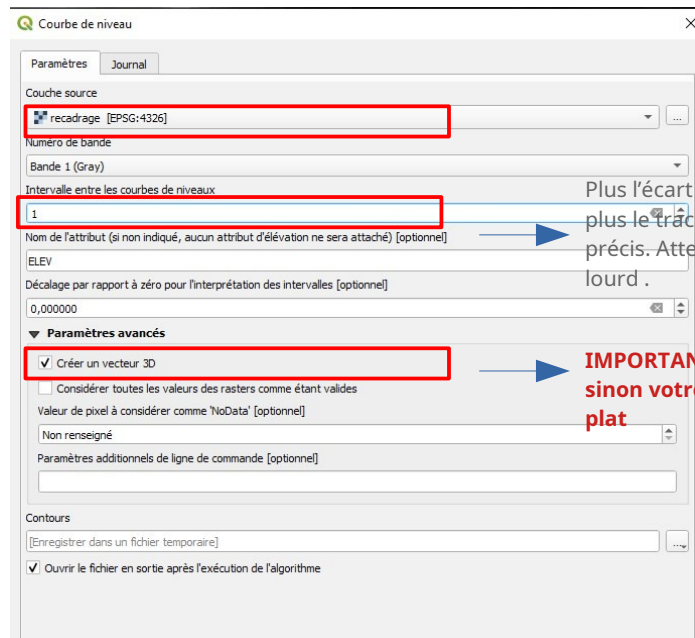 Courbe de niveau
Paramètres
Journal
Couche source
recadrage [EPSG:4326]
...
Numéro de bande
Bande 1 (Gray)
Intervalle entre les courbes de niveaux
1
Plus l'écart
plus le
précis.
lourd .
Nom de l'attribut (si non indiqué, aucun attribut d'élévation ne sera attaché) [optionnel]
ELEV
Décalage par rapport à zéro pour l'interprétation des intervalles [optionnel]
0,000000
Paramètres avancés
Créer un vecteur 3D
IMPORTAN
sinon votr
plat
Considérer toutes les valeurs des rasters comme étant valides
Valeur de pixel à considérer comme 'NoData' [optionnel]
Non renseigné
Paramètres additionnels de ligne de commande [optionnel]
Contours
[Enregistrer dans un fichier temporaire]
...
Ouvrir le fichier en sortie après l'exécution de l'algorithme